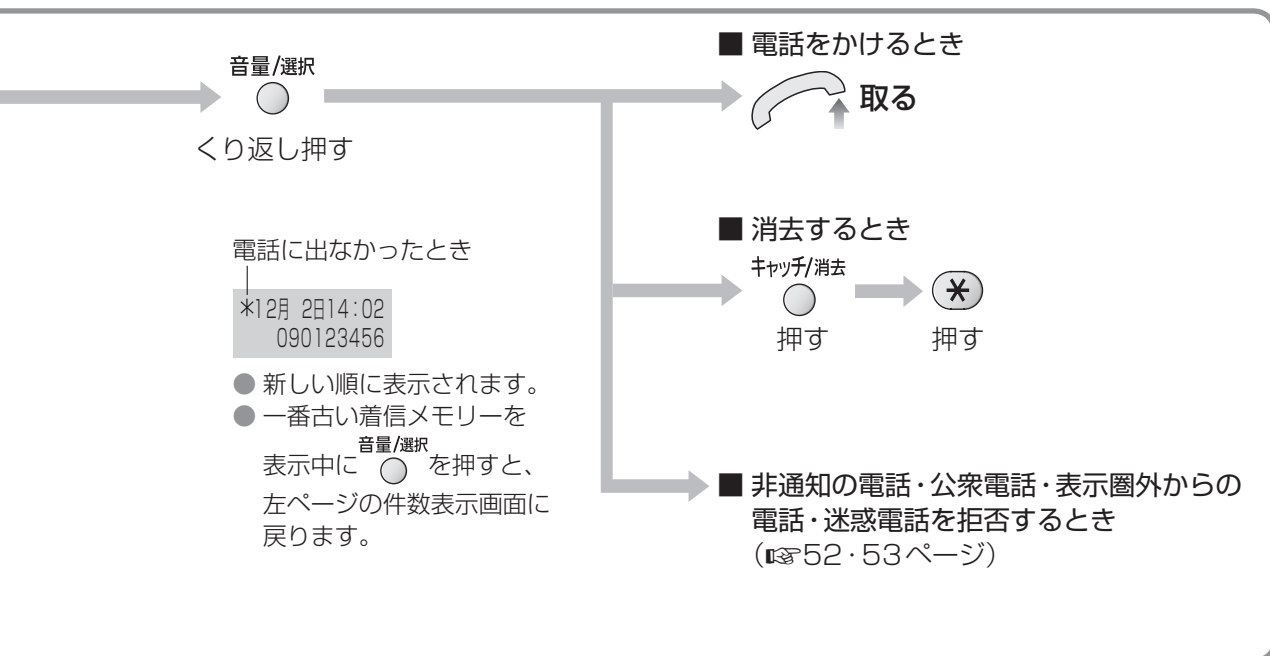 音量/選択
くり返し押す
電話に出なかったとき
*12月 2日14:02
090123456
● 新しい順に表示されます。
● 一番古い着信メモリーを
音量/選択
表示中に を押すと、
左ページの件数表示画面に
戻ります。
■ 電話をかけるとき
取る
■ 消去するとき
キャッチ/消去
押す
*
押す
■ 非通知の電話・公衆電話・表示圏外からの
電話・迷惑電話を拒否するとき
(☞52・53ページ)